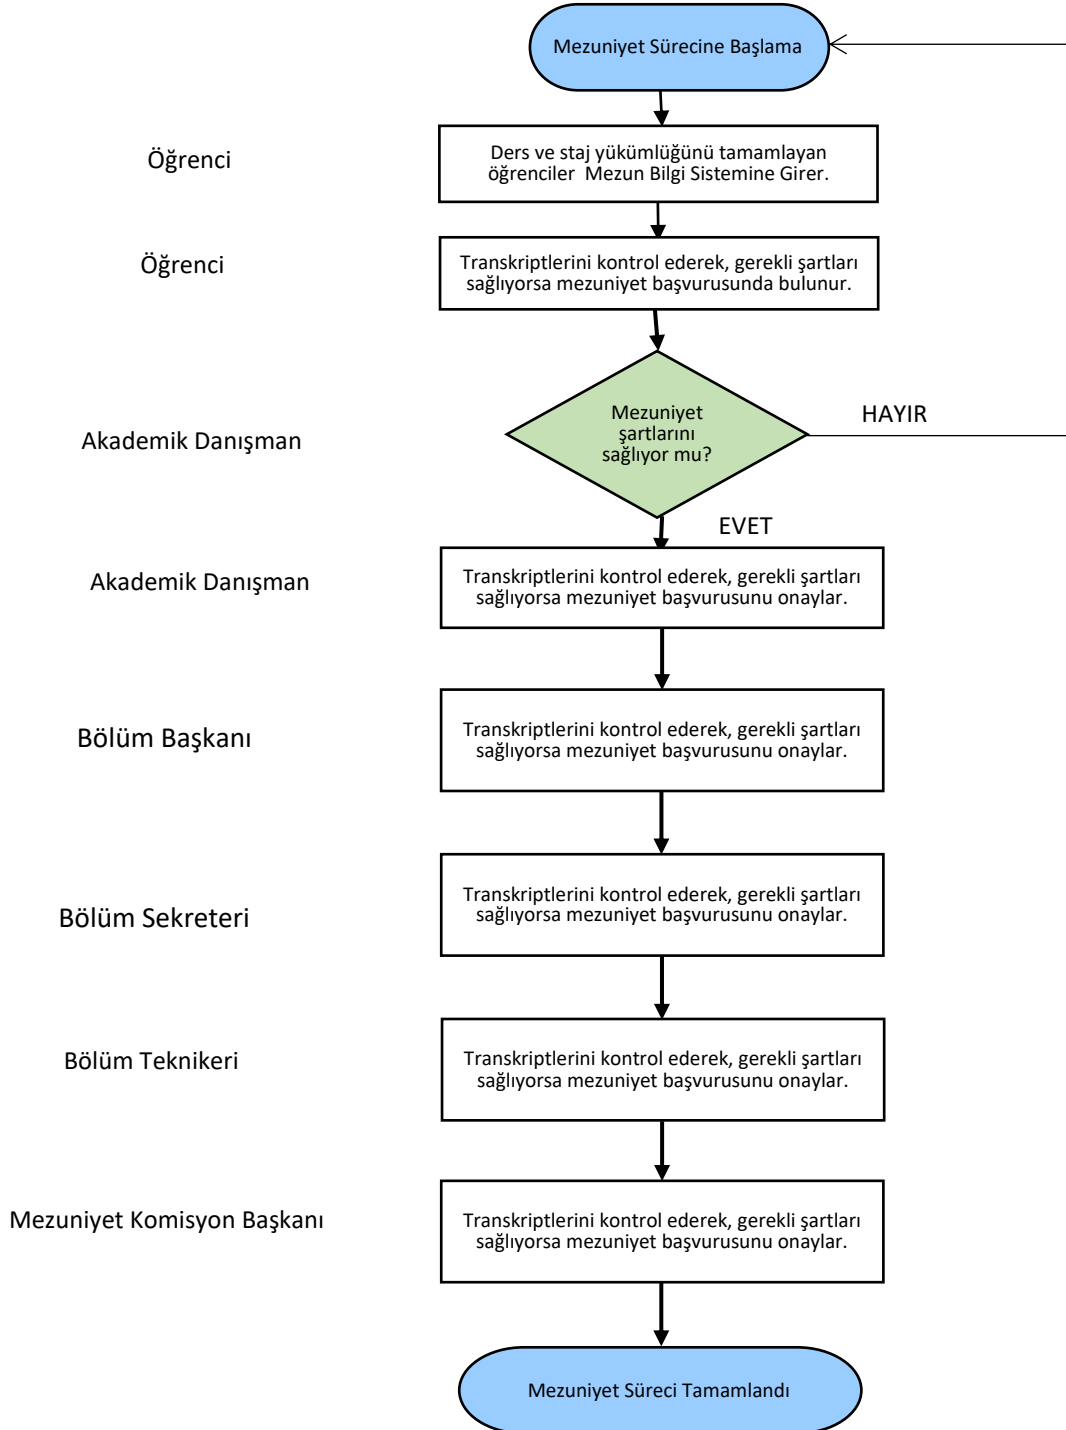 Mezuniyet Sürecine Başlama
Öğrenci
Ders ve staj yükümlüğünü tamamlayan
öğrenciler Mezun Bilgi Sistemine Girer.
Öğrenci
Transkriptlerini kontrol ederek, gerekli şartları
sağlıyorsa mezuniyet başvurusunda bulunur.
Akademik Danışman
Mezuniyet
şartlarını
sağlıyor mu?
HAYIR
EVET
Akademik Danışman
Transkriptlerini kontrol ederek, gerekli şartları
sağlıyorsa mezuniyet başvurusunu onaylar.
Bölüm Başkanı
Transkriptlerini kontrol ederek, gerekli şartları
sağlıyorsa mezuniyet başvurusunu onaylar.
Bölüm Sekreteri
Transkriptlerini kontrol ederek, gerekli şartları
sağlıyorsa mezuniyet başvurusunu onaylar.
Bölüm Teknikeri
Transkriptlerini kontrol ederek, gerekli şartları
sağlıyorsa mezuniyet başvurusunu onaylar.
Mezuniyet Komisyon Başkanı
Transkriptlerini kontrol ederek, gerekli şartları
sağlıyorsa mezuniyet başvurusunu onaylar.
Mezuniyet Süreci Tamamlandı